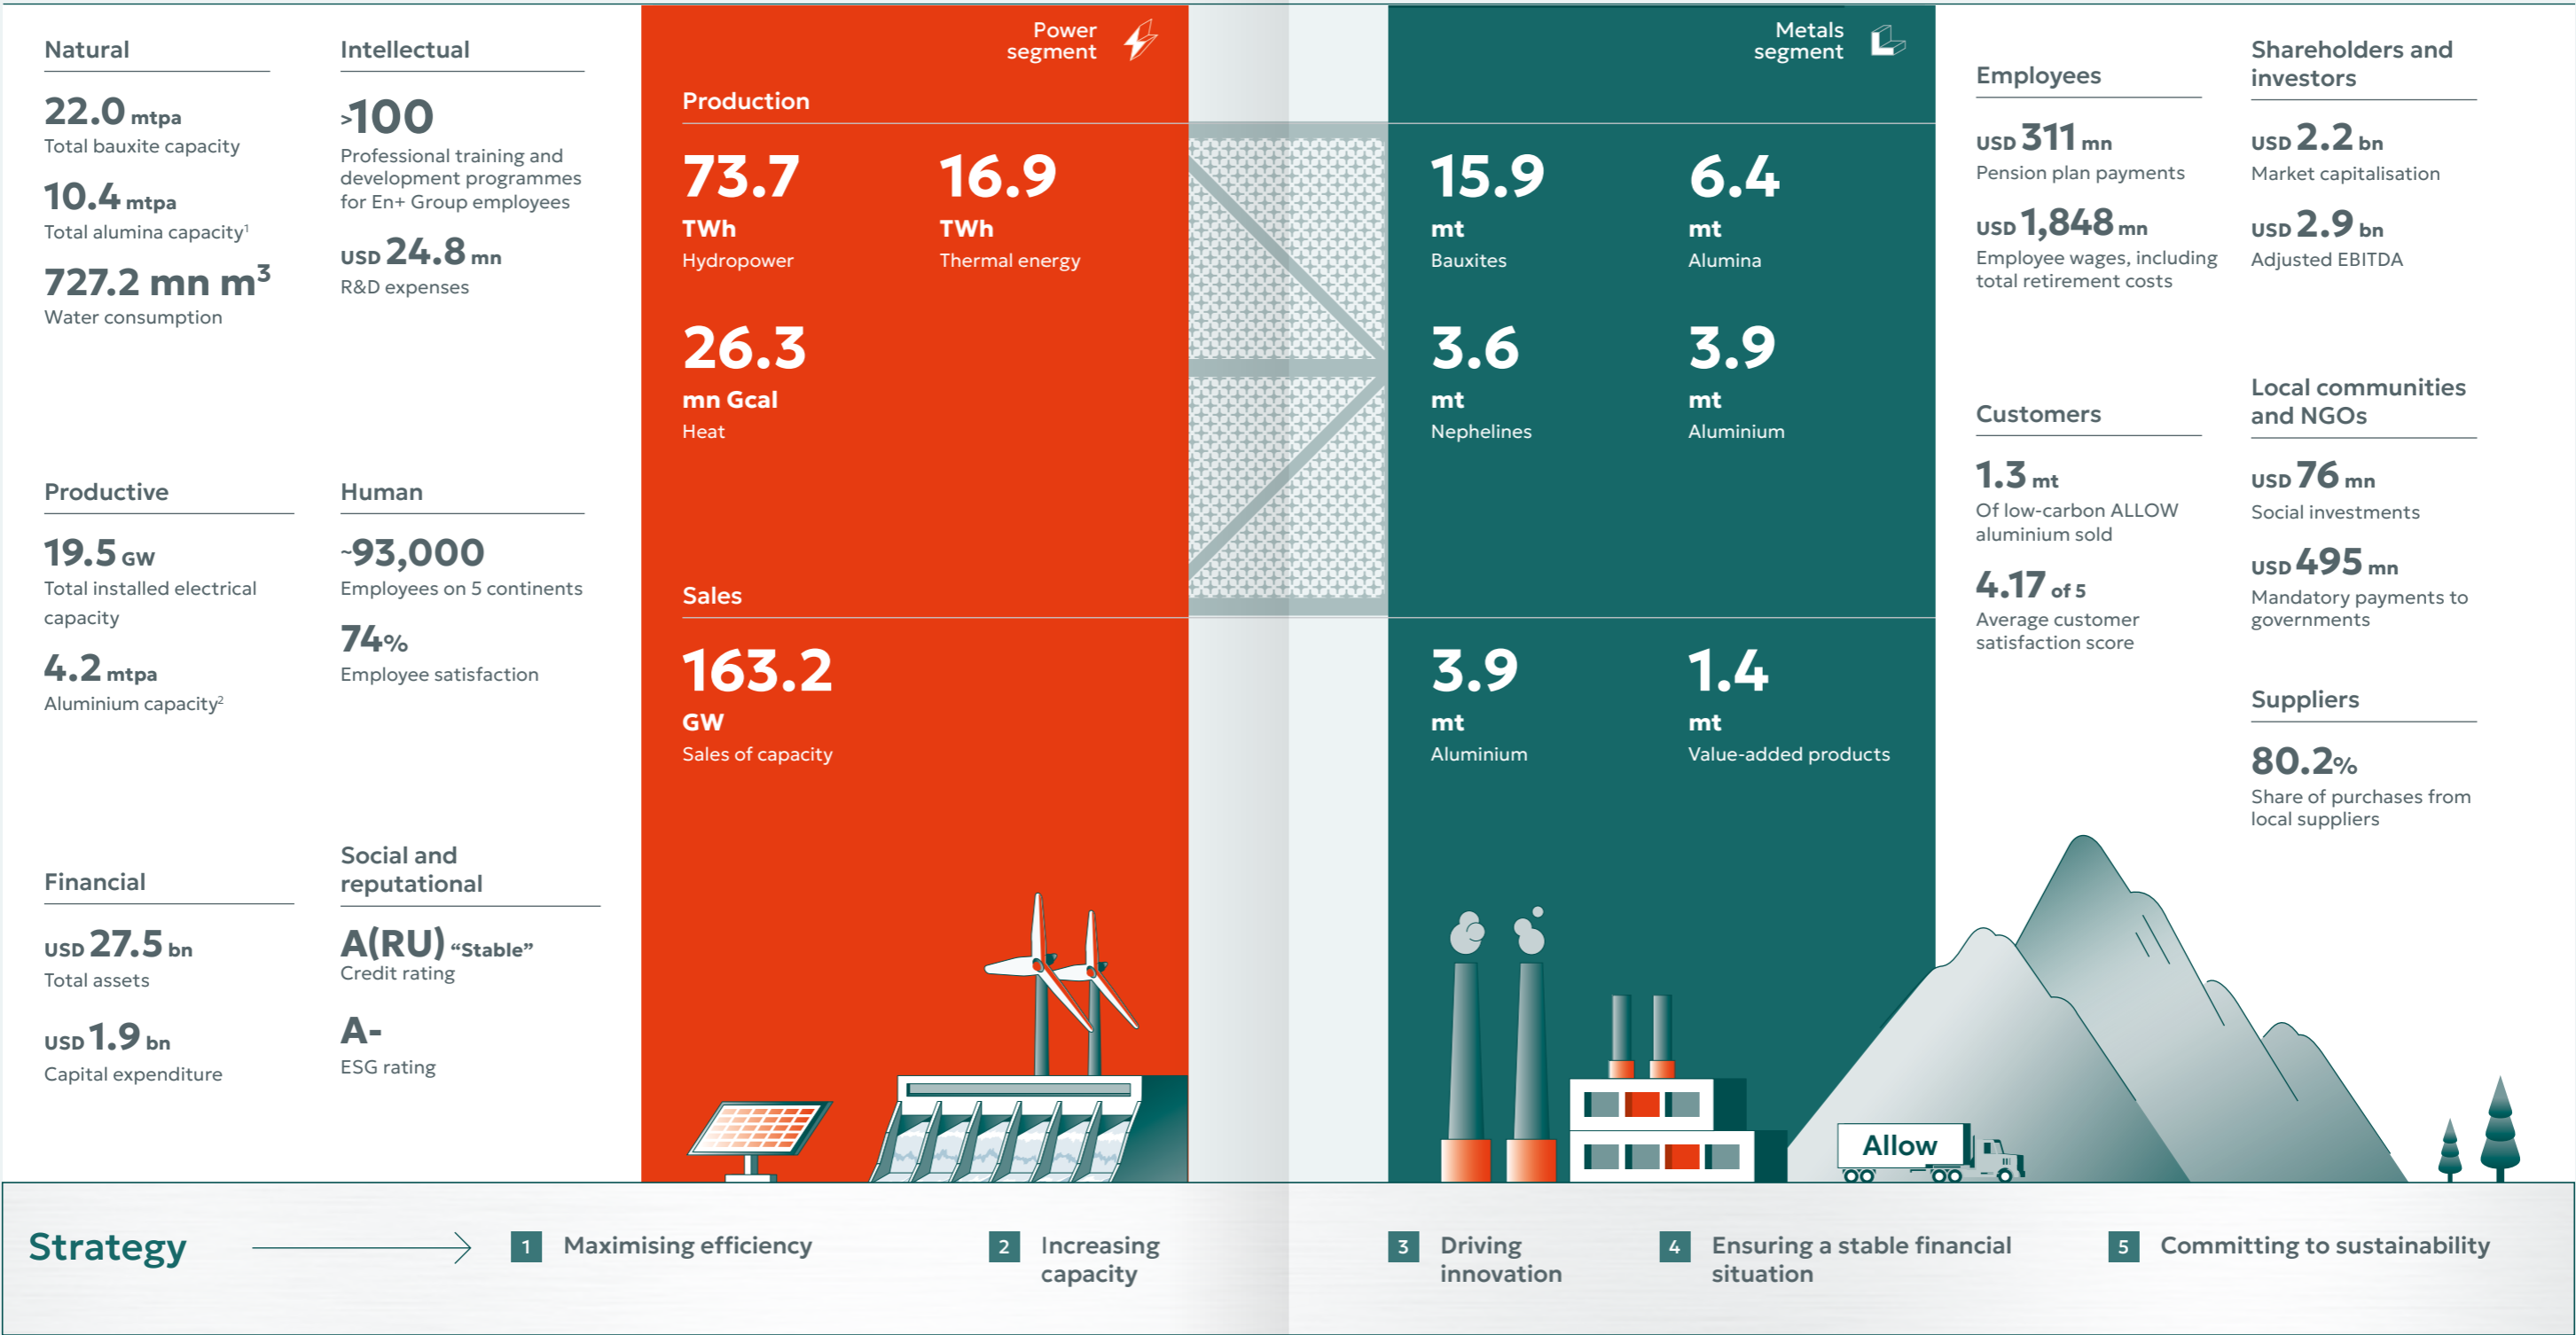 Natural
22.0 mtpa
Total bauxite capacity
10.4 mtpa
Total alumina capacity¹
727.2 mn m³
Water consumption
Intellectual
>100
Professional training and
development programmes
for En+ Group employees
USD 24.8 mn
R&D expenses
Productive
19.5 GW
Total installed electrical
capacity
4.2 mtpa
Aluminium capacity²
Human
~93,000
Employees on 5 continents
74%
Employee satisfaction
Financial
USD 27.5 bn
Total assets
USD 1.9 bn
Capital expenditure
Social and
reputational
A(RU) “Stable”
Credit rating
A-
ESG rating
Power
segment
Production
73.7
TWh
Hydropower
16.9
TWh
Thermal energy
26.3
mn Gcal
Heat
Sales
163.2
GW
Sales of capacity
Metals
segment
15.9
mt
Bauxites
6.4
mt
Alumina
3.6
mt
Nephelines
3.9
mt
Aluminium
3.9
mt
Aluminium
1.4
mt
Value-added products
Employees
USD 311 mn
Pension plan payments
USD 1,848 mn
Employee wages, including
total retirement costs
Shareholders and
investors
USD 2.2 bn
Market capitalisation
USD 2.9 bn
Adjusted EBITDA
Customers
1.3 mt
Of low-carbon ALLOW
aluminium sold
4.17 of 5
Average customer
satisfaction score
Local communities
and NGOs
USD 76 mn
Social investments
USD 495 mn
Mandatory payments to
governments
Suppliers
80.2%
Share of purchases from
local suppliers
Allow
Strategy
1 Maximising efficiency
2 Increasing
capacity
3 Driving
innovation
4 Ensuring a stable financial
situation
5 Committing to sustainability